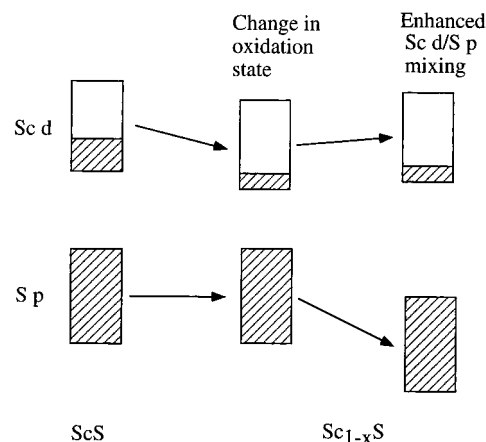 Change in
oxidation
state
Enhanced
Sc d/S p
mixing
Sc d
S p
ScS
Sc1-xS